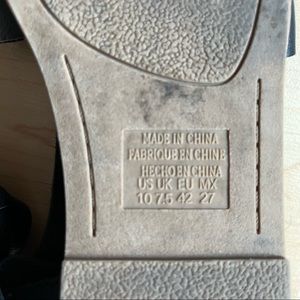 MADE IN CHINA
FABRIQUE EN CHINE
HECHO EN CHINA
US UK EU MX
10 7.5 42 27